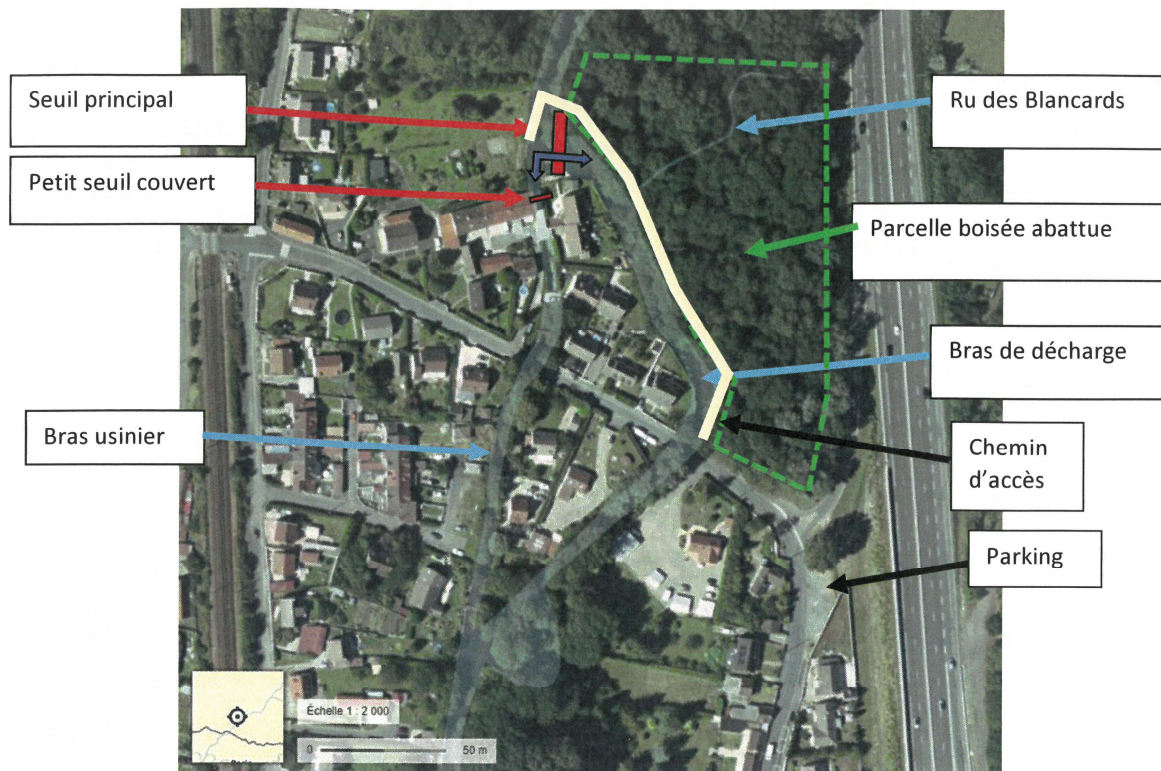 Seuil principal
Petit seuil couvert
Bras usinier
Ru des Blancards
Parcelle boisée abattue
Bras de décharge
Chemin
d'accès
Parking
Échelle 1 : 2 000
0 50 m